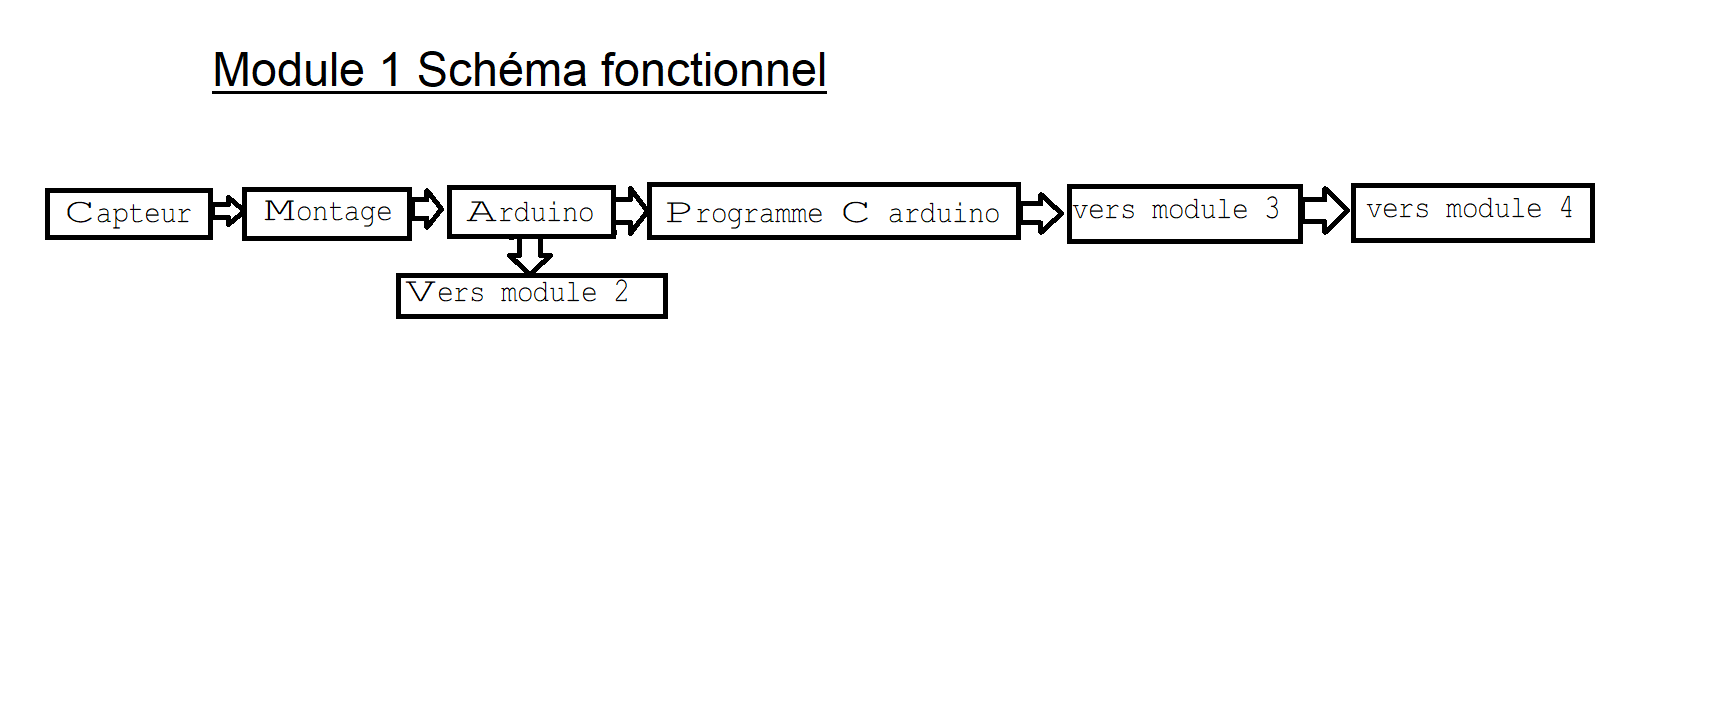 Module 1 Schéma fonctionnel
Capteur
Montage
Arduino
Programme C arduino
vers module 3
vers module 4
Vers module 2